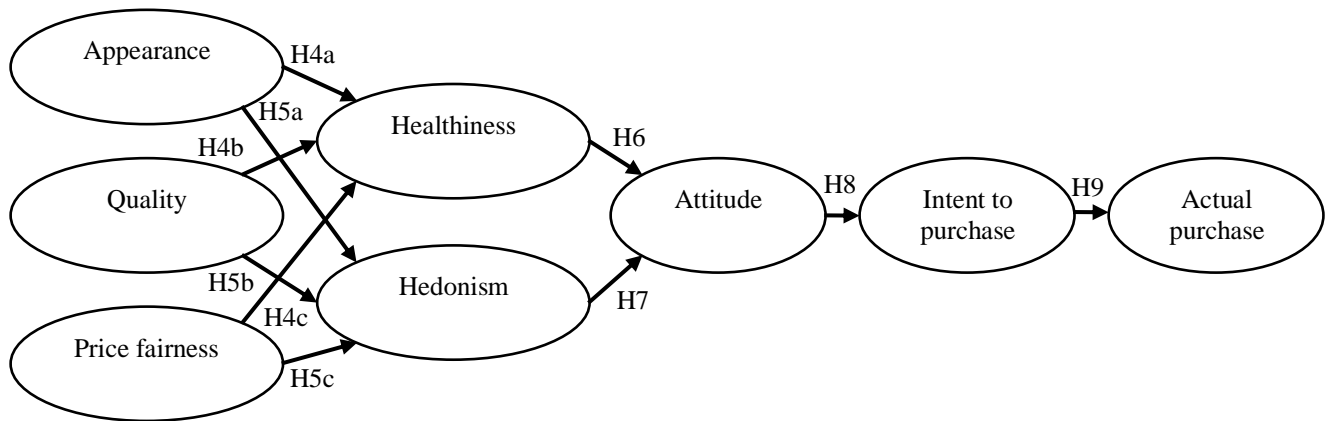 Appearance
H4a
H5a
Healthiness
H4b
H6
Quality
Attitude
H8
Intent to
purchase
H9
Actual
purchase
H5b
Hedonism
H4c
H7
Price fairness
H5c